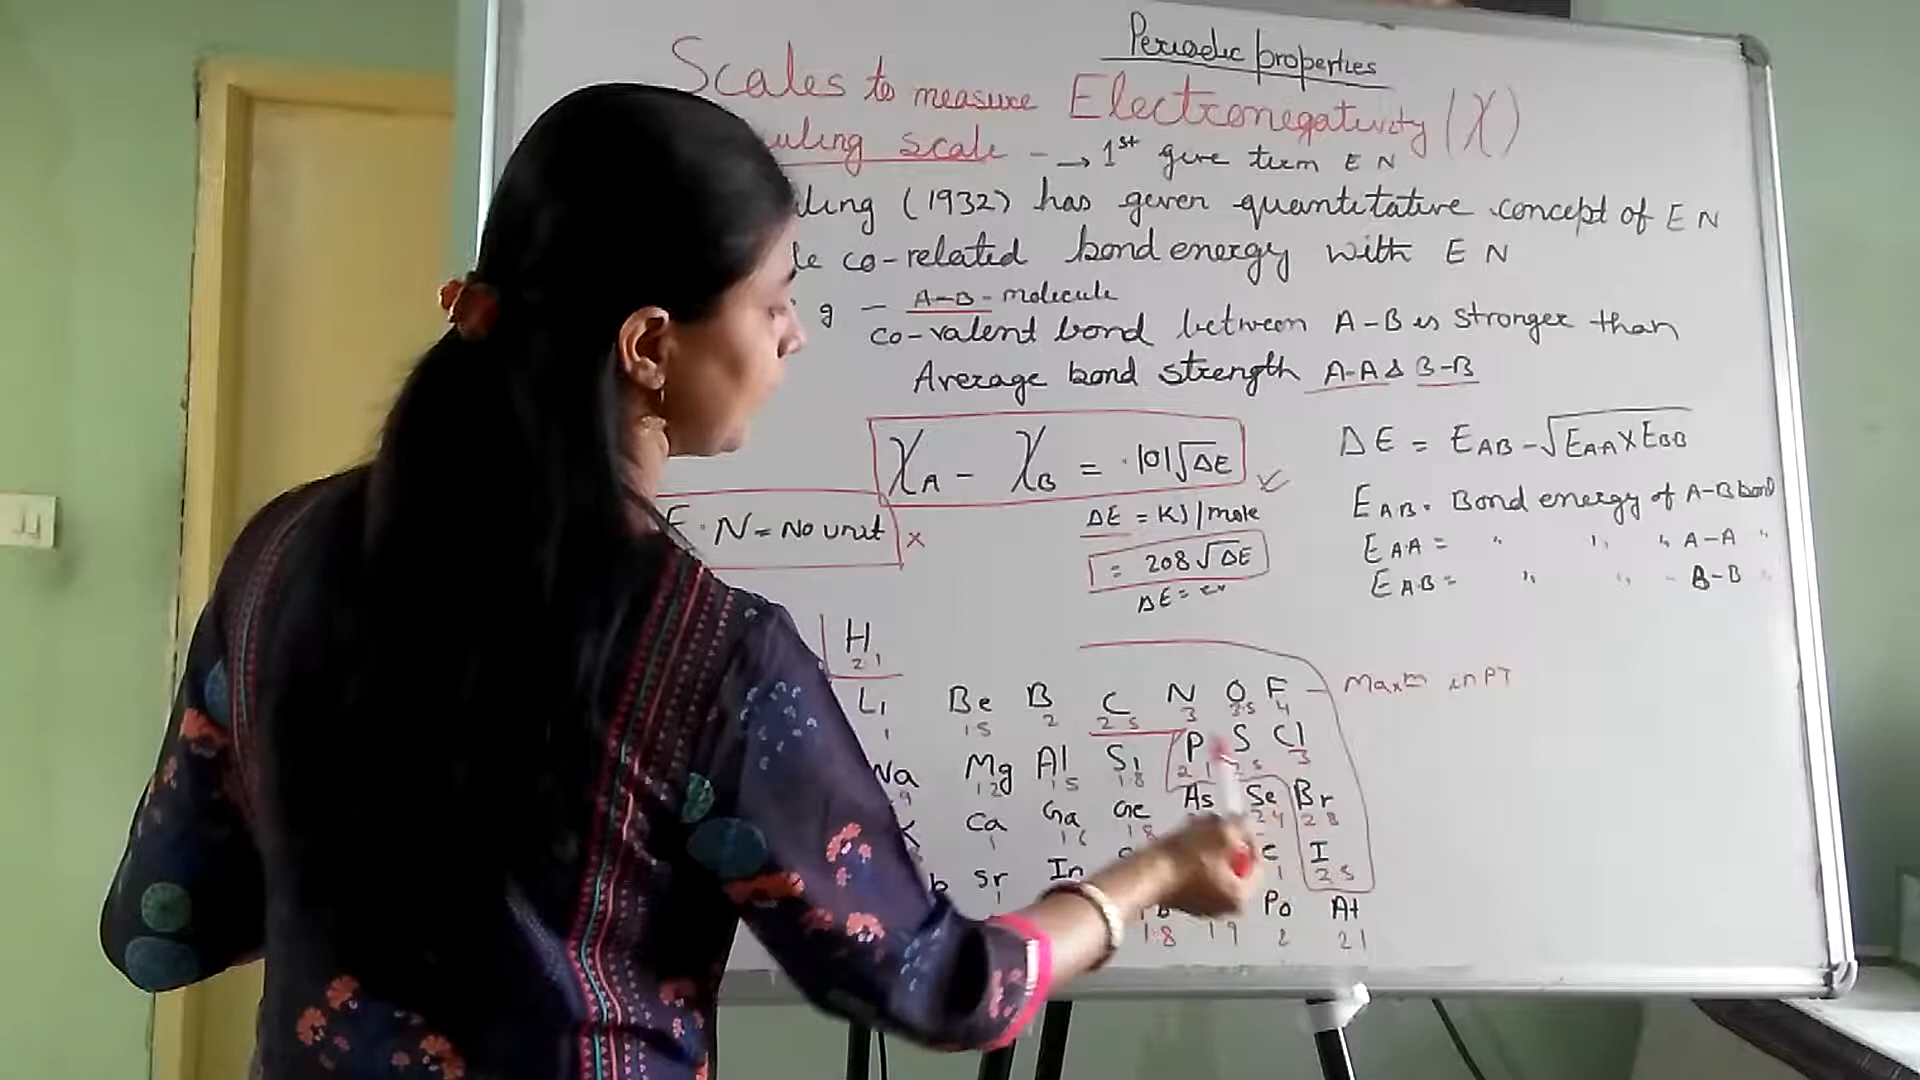 Periodic properties
Scales to measure Electronegativity (χ)
uling scale - → 1st give term E N
ling (1932) has given quantitative concept of E N
le co-related bond energy with E N
g - A-B- molecule
co-valent bond between A-B is stronger than
Average bond strength A-A & B-B
χA - χB = .101√ΔE
ΔE = EAB - √EAA X EBB
E.N = No unit x
ΔE = KJ/mole
EAB = Bond energy of A-B bond
= 208√ΔE
EAA = " " " A-A "
ΔE = ev
EAB = " " - B-B "
H
2 1
Li Be B C N O F - Maxm in PT
1 1 5 2 2 5 3 3 5 4
Na Mg Al Si P S Cl
9 1 2 1 5 1 8 2 1 2 5 3
K Ca Ga Ge As Se Br
1 1 6 1 8 2 4 2 8
b Sr In I
1 1 2 5
Po At
1 8 1 9 2 2 1